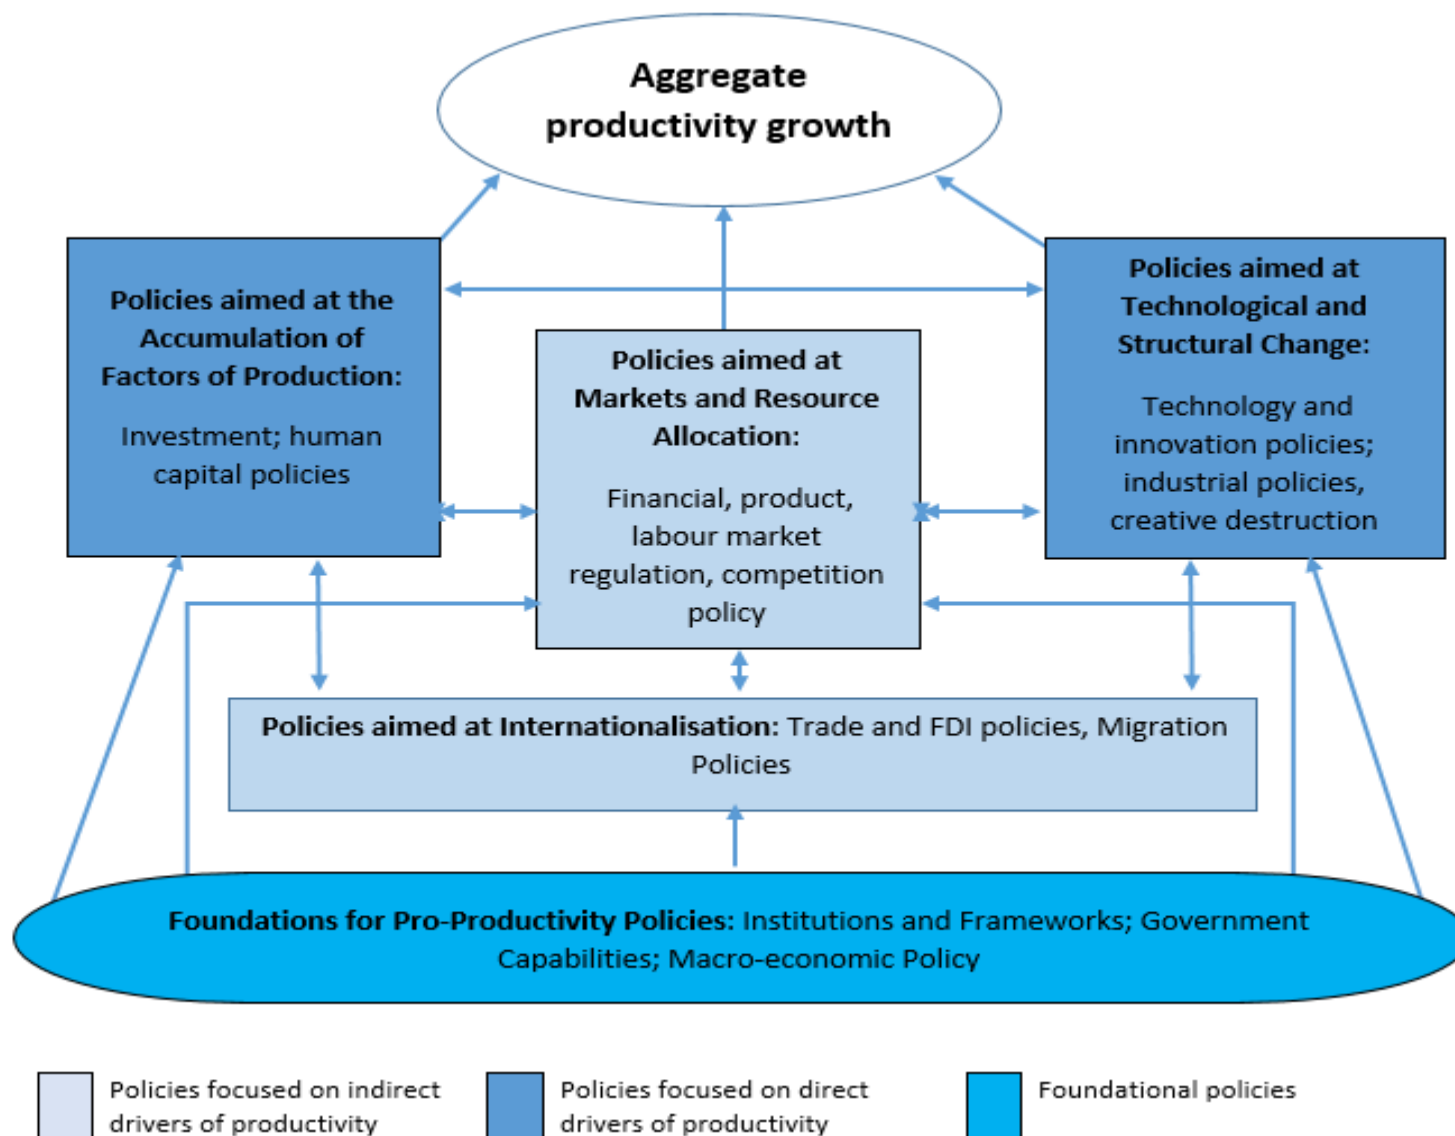 Aggregate
productivity growth
Policies aimed at the
Accumulation of
Factors of Production:
Investment; human
capital policies
Policies aimed at
Markets and Resource
Allocation:
Financial, product,
labour market
regulation, competition
policy
Policies aimed at
Technological and
Structural Change:
Technology and
innovation policies;
industrial policies,
creative destruction
Policies aimed at Internationalisation: Trade and FDI policies, Migration
Policies
Foundations for Pro-Productivity Policies: Institutions and Frameworks; Government
Capabilities; Macro-economic Policy
Policies focused on indirect
drivers of productivity
Policies focused on direct
drivers of productivity
Foundational policies